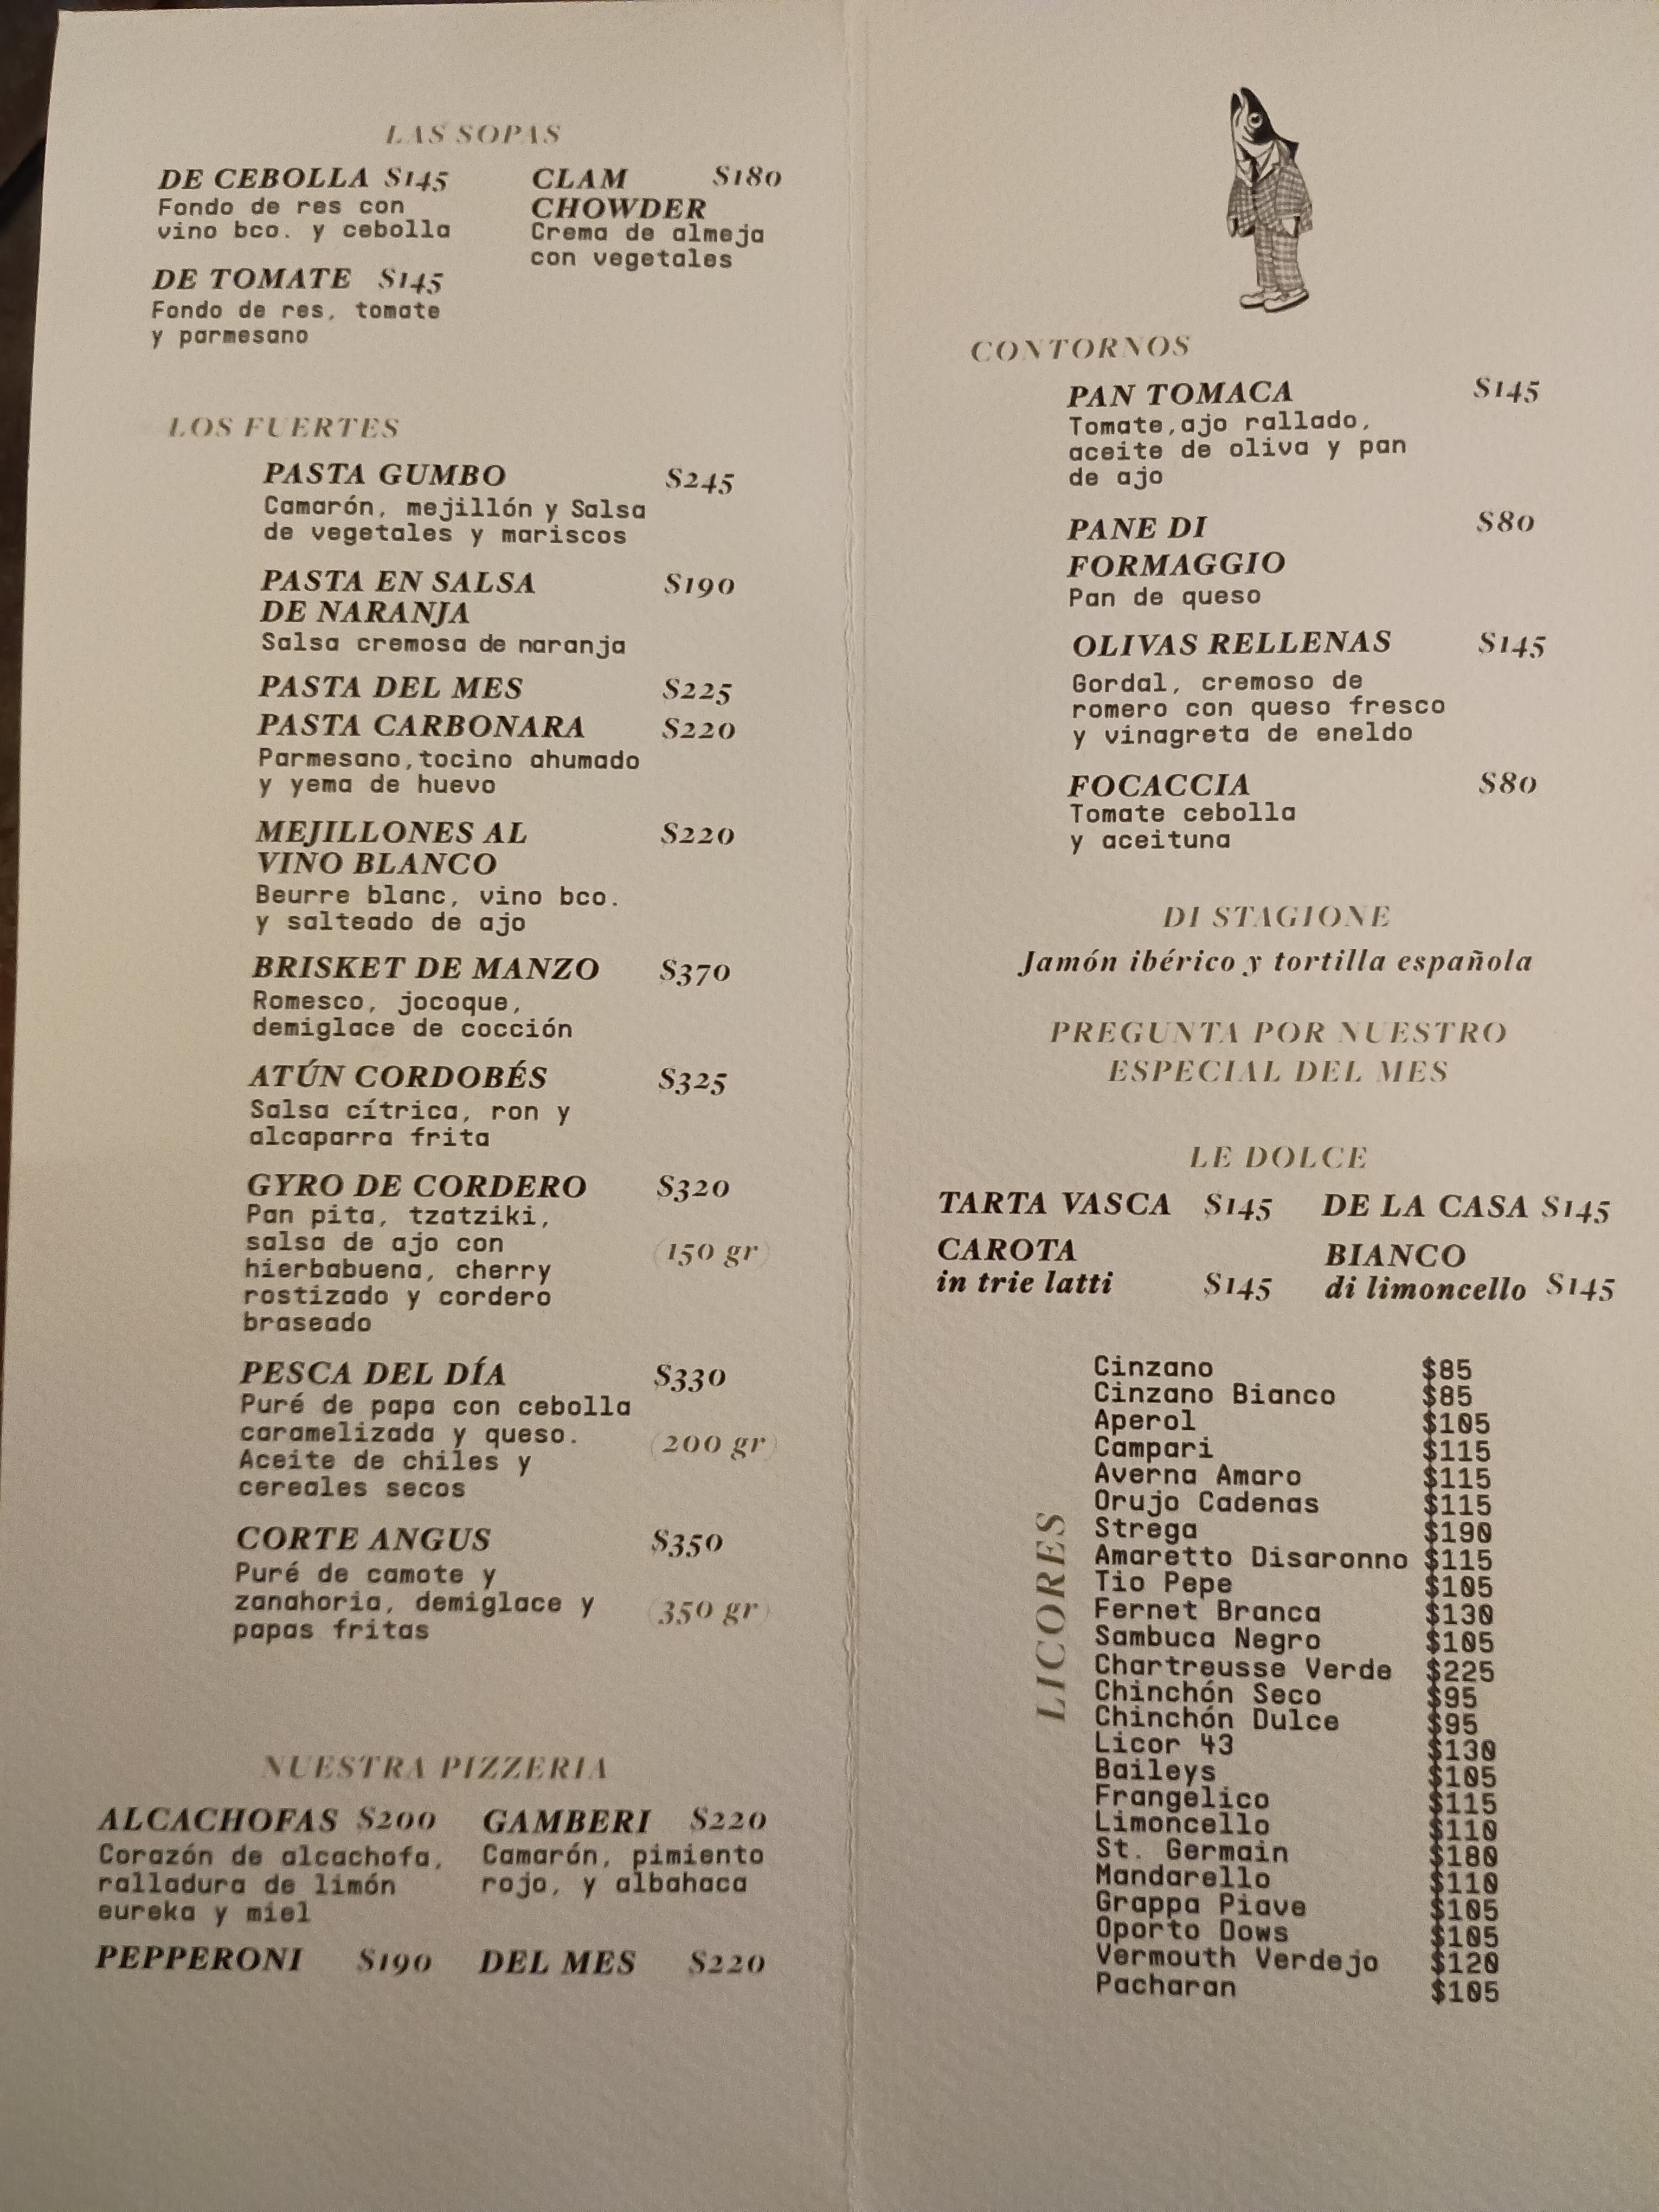 LAS SOPAS
DE CEBOLLA $145
Fondo de res con
vino bco. y cebolla
DE TOMATE $145
Fondo de res, tomate
y parmesano
CLAM $180
CHOWDER
Crema de almeja
con vegetales
LOS FUERTES
PASTA GUMBO $245
Camarón, mejillón y Salsa
de vegetales y mariscos
PASTA EN SALSA $190
DE NARANJA
Salsa cremosa de naranja
PASTA DEL MES $225
PASTA CARBONARA $220
Parmesano,tocino ahumado
y yema de huevo
MEJILLONES AL $220
VINO BLANCO
Beurre blanc, vino bco.
y salteado de ajo
BRISKET DE MANZO $370
Romesco, jocoque,
demiglace de cocción
ATÚN CORDOBÉS $325
Salsa cítrica, ron y
alcaparra frita
GYRO DE CORDERO $320
Pan pita, tzatziki,
salsa de ajo con (150 gr)
hierbabuena, cherry
rostizado y cordero
braseado
PESCA DEL DÍA $330
Puré de papa con cebolla
caramelizada y queso. (200 gr)
Aceite de chiles y
cereales secos
CORTE ANGUS $350
Puré de camote y
zanahoria, demiglace y (350 gr)
papas fritas
NUESTRA PIZZERIA
ALCACHOFAS $200
Corazón de alcachofa,
ralladura de limón
eureka y miel
GAMBERI $220
Camarón, pimiento
rojo, y albahaca
PEPPERONI $190
DEL MES $220
CONTORNOS
PAN TOMACA $145
Tomate,ajo rallado,
aceite de oliva y pan
de ajo
PANE DI $80
FORMAGGIO
Pan de queso
OLIVAS RELLENAS $145
Gordal, cremoso de
romero con queso fresco
y vinagreta de eneldo
FOCACCIA $80
Tomate cebolla
y aceituna
DI STAGIONE
Jamón ibérico y tortilla española
PREGUNTA POR NUESTRO
ESPECIAL DEL MES
LE DOLCE
TARTA VASCA $145
DE LA CASA $145
CAROTA
in trie latti $145
BIANCO
di limoncello $145
LICORES
Cinzano $85
Cinzano Bianco $85
Aperol $105
Campari $115
Averna Amaro $115
Orujo Cadenas $115
Strega $190
Amaretto Disaronno $115
Tio Pepe $105
Fernet Branca $130
Sambuca Negro $105
Chartreusse Verde $225
Chinchón Seco $95
Chinchón Dulce $95
Licor 43 $130
Baileys $105
Frangelico $115
Limoncello $110
St. Germain $180
Mandarello $110
Grappa Piave $105
Oporto Dows $105
Vermouth Verdejo $120
Pacharan $105